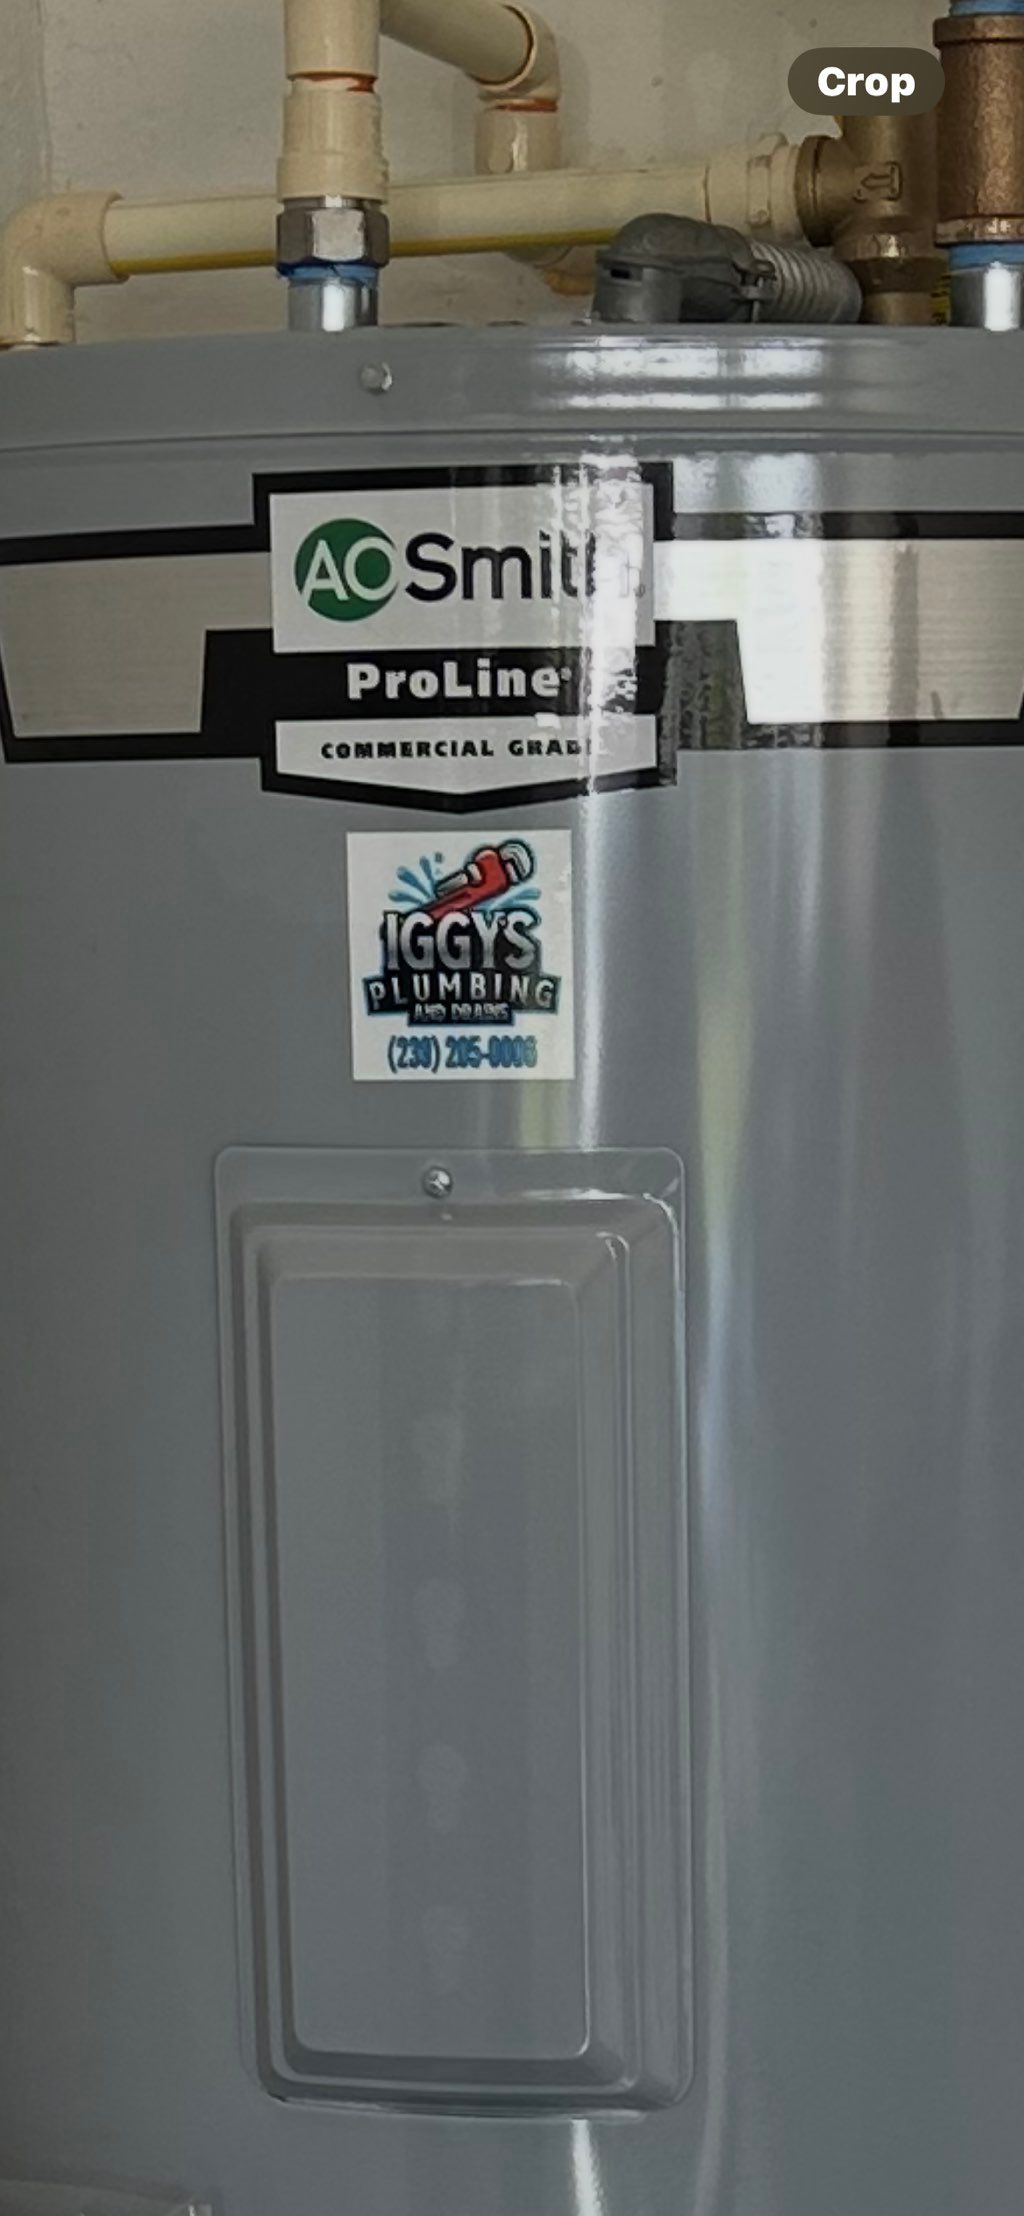 Crop
AO Smith
ProLine®
COMMERCIAL GRADE
IGGY'S
PLUMBING
AND DRAINS
(239) 205-0006